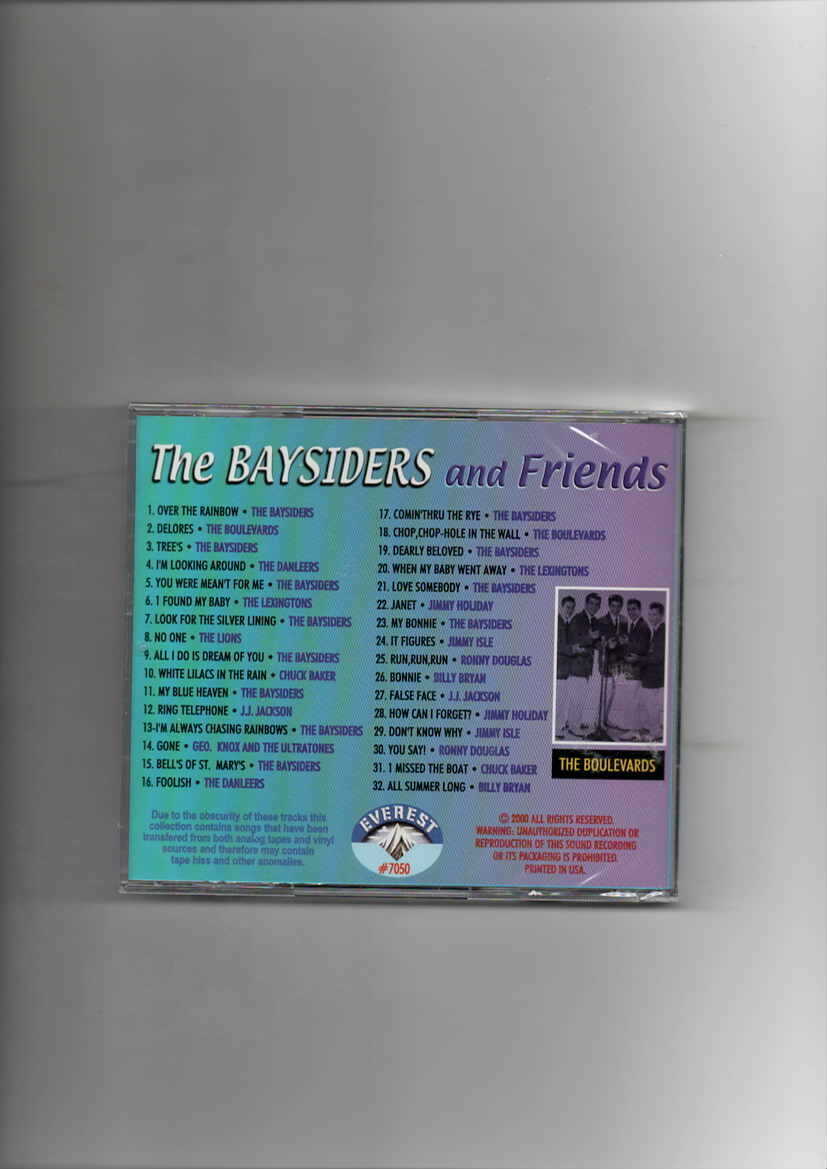 The BAYSIDERS and Friends
1. OVER THE RAINBOW • THE BAYSIDERS
2. DELORES • THE BOULEVARDS
3. TREE'S • THE BAYSIDERS
4. I'M LOOKING AROUND • THE DANLEERS
5. YOU WERE MEAN'T FOR ME • THE BAYSIDERS
6. I FOUND MY BABY • THE LEXINGTONS
7. LOOK FOR THE SILVER LINING • THE BAYSIDERS
8. NO ONE • THE LIONS
9. ALL I DO IS DREAM OF YOU • THE BAYSIDERS
10. WHITE LILACS IN THE RAIN • CHUCK BAKER
11. MY BLUE HEAVEN • THE BAYSIDERS
12. RING TELEPHONE • J.J. JACKSON
13-I'M ALWAYS CHASING RAINBOWS • THE BAYSIDERS
14. GONE • GEO. KNOX AND THE ULTRATONES
15. BELL'S OF ST. MARY'S • THE BAYSIDERS
16. FOOLISH • THE DANLEERS
17. COMIN'THRU THE RYE • THE BAYSIDERS
18. CHOP,CHOP-HOLE IN THE WALL • THE BOULEVARDS
19. DEARLY BELOVED • THE BAYSIDERS
20. WHEN MY BABY WENT AWAY • THE LEXINGTONS
21. LOVE SOMEBODY • THE BAYSIDERS
22. JANET • JIMMY HOLIDAY
23. MY BONNIE • THE BAYSIDERS
24. IT FIGURES • JIMMY ISLE
25. RUN,RUN,RUN • RONNY DOUGLAS
26. BONNIE • BILLY BRYAN
27. FALSE FACE • J.J. JACKSON
28. HOW CAN I FORGET? • JIMMY HOLIDAY
29. DON'T KNOW WHY • JIMMY ISLE
30. YOU SAY! • RONNY DOUGLAS
31. I MISSED THE BOAT • CHUCK BAKER
32. ALL SUMMER LONG • BILLY BRYAN
THE BOULEVARDS
Due to the obscurity of these tracks this
collection contains songs that have been
transfered from both analog tapes and vinyl
sources and therefore may contain
tape hiss and other anomalies.
EVEREST
#7050
© 2000 ALL RIGHTS RESERVED.
WARNING: UNAUTHORIZED DUPLICATION OR
REPRODUCTION OF THIS SOUND RECORDING
OR ITS PACKAGING IS PROHIBITED.
PRINTED IN USA.